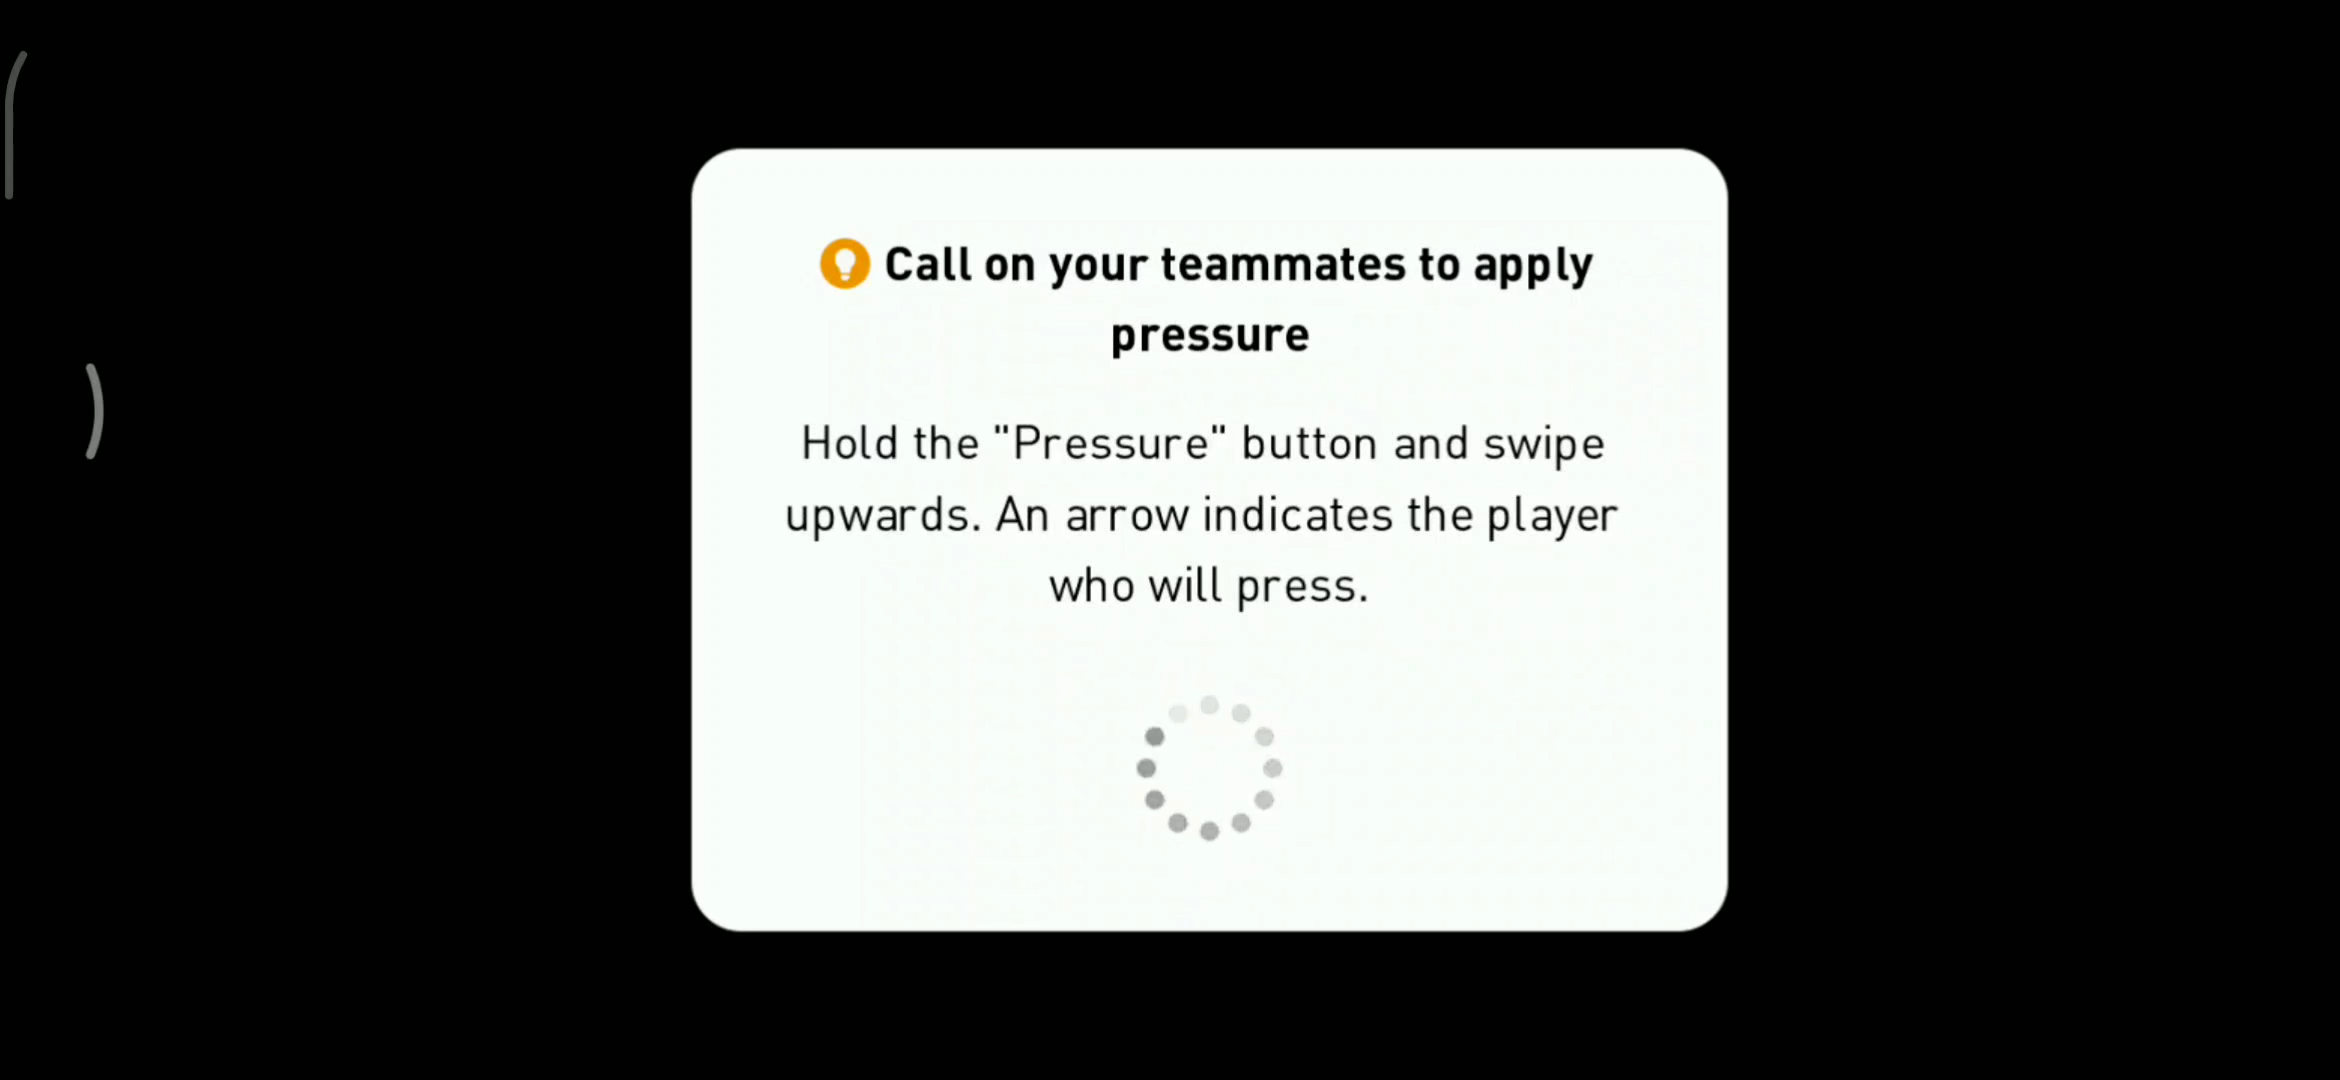 Call on your teammates to apply
pressure
Hold the "Pressure" button and swipe
upwards. An arrow indicates the player
who will press.